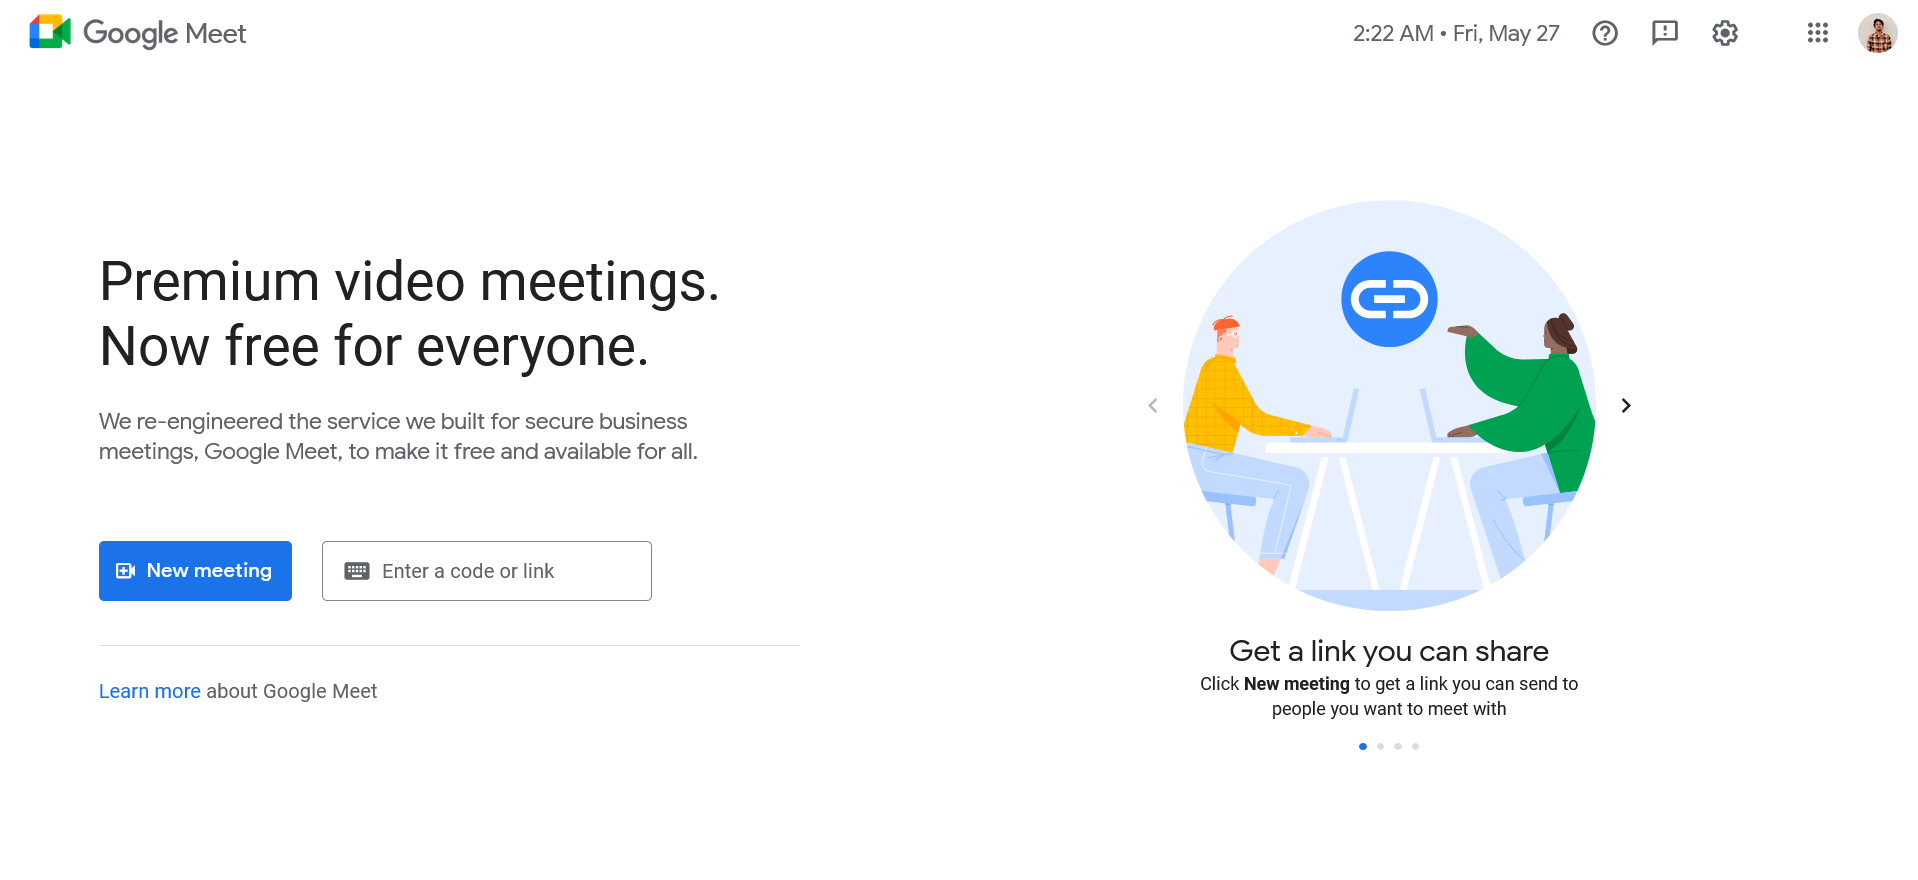 Google Meet
2:22 AM • Fri, May 27
Premium video meetings.
Now free for everyone.
We re-engineered the service we built for secure business
meetings, Google Meet, to make it free and available for all.
New meeting
Enter a code or link
Learn more about Google Meet
Get a link you can share
Click New meeting to get a link you can send to
people you want to meet with